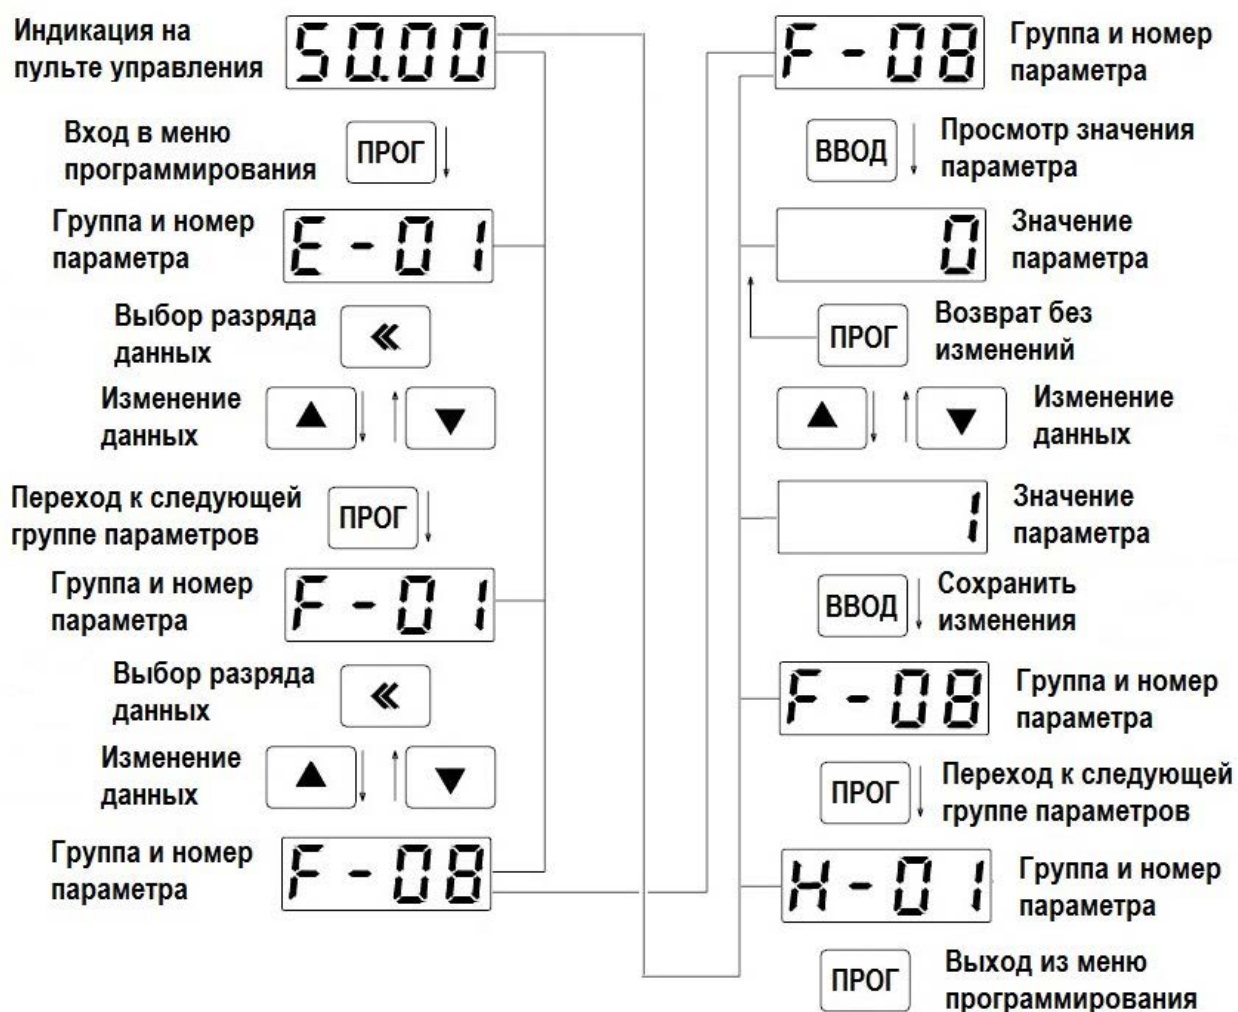 Индикация на
пульте управления
50.00
Вход в меню
программирования
ПРОГ
Группа и номер
параметра
E-01
Выбор разряда
данных
Изменение
данных
Переход к следующей
группе параметров
ПРОГ
Группа и номер
параметра
F-01
Выбор разряда
данных
Изменение
данных
Группа и номер
параметра
F-08
F-08
Группа и номер
параметра
ВВОД
Просмотр значения
параметра
0
Значение
параметра
ПРОГ
Возврат без
изменений
Изменение
данных
1
Значение
параметра
ВВОД
Сохранить
изменения
F-08
Группа и номер
параметра
ПРОГ
Переход к следующей
группе параметров
H-01
Группа и номер
параметра
ПРОГ
Выход из меню
программирования